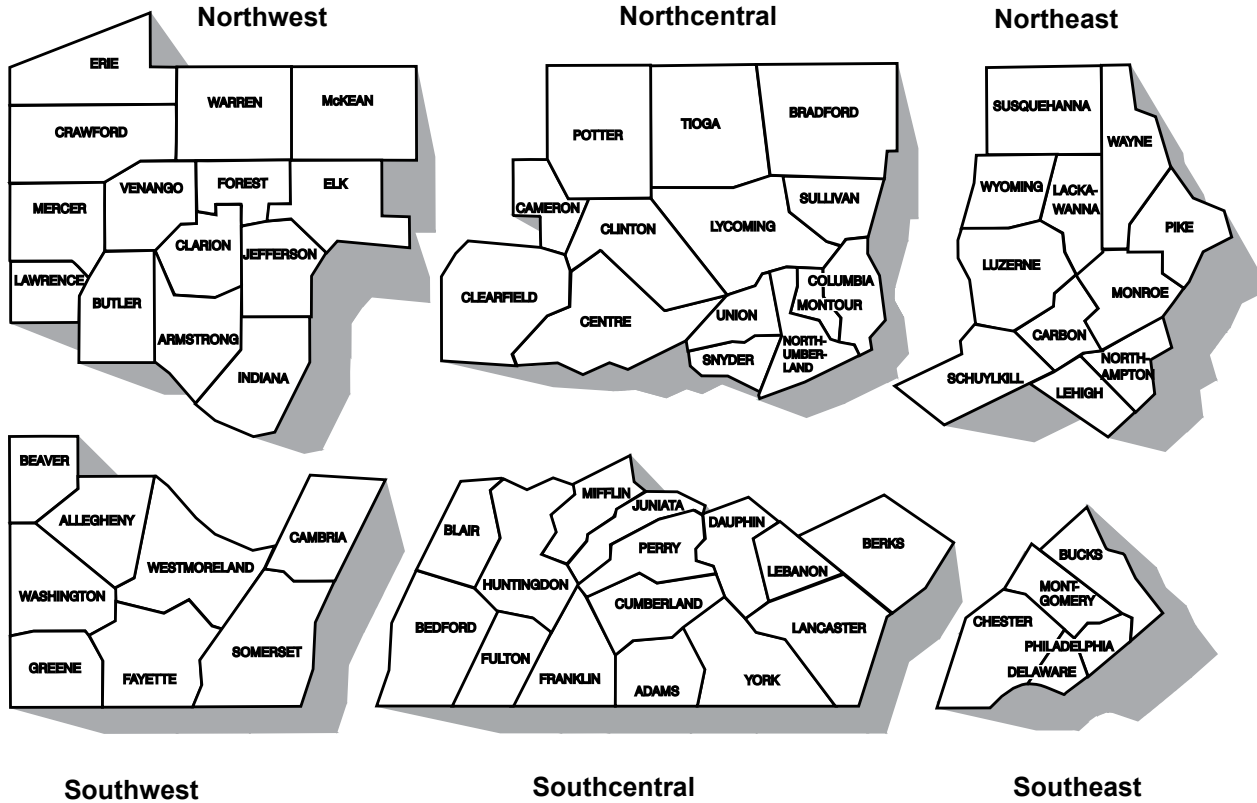 Northwest
Northcentral
Northeast
ERIE
WARREN
McKEAN
CRAWFORD
VENANGO
FOREST
ELK
MERCER
CLARION
JEFFERSON
LAWRENCE
BUTLER
ARMSTRONG
INDIANA
POTTER
TIOGA
BRADFORD
CAMERON
SULLIVAN
CLINTON
LYCOMING
CLEARFIELD
CENTRE
COLUMBIA
MONTOUR
UNION
SNYDER
NORTH-
UMBER-
LAND
SUSQUEHANNA
WAYNE
WYOMING
LACKA-
WANNA
PIKE
LUZERNE
MONROE
CARBON
SCHUYLKILL
NORTH-
AMPTON
LEHIGH
BEAVER
ALLEGHENY
CAMBRIA
WESTMORELAND
WASHINGTON
GREENE
FAYETTE
SOMERSET
MIFFLIN
JUNIATA
BLAIR
DAUPHIN
PERRY
BERKS
HUNTINGDON
LEBANON
CUMBERLAND
BEDFORD
LANCASTER
FULTON
FRANKLIN
ADAMS
YORK
BUCKS
MONT-
GOMERY
CHESTER
PHILADELPHIA
DELAWARE
Southwest
Southcentral
Southeast